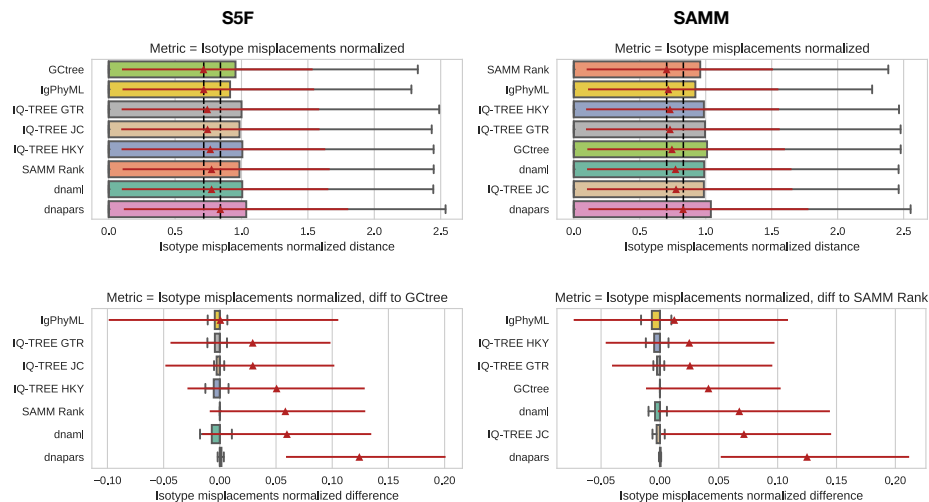 S5F
SAMM
Metric = Isotype misplacements normalized
GCtree
IgPhyML
IQ-TREE GTR
IQ-TREE JC
IQ-TREE HKY
SAMM Rank
dnaml
dnapars
0.0 0.5 1.0 1.5 2.0 2.5
Isotype misplacements normalized distance
Metric = Isotype misplacements normalized
SAMM Rank
IgPhyML
IQ-TREE HKY
IQ-TREE GTR
GCtree
dnaml
IQ-TREE JC
dnapars
0.0 0.5 1.0 1.5 2.0 2.5
Isotype misplacements normalized distance
Metric = Isotype misplacements normalized, diff to GCtree
IgPhyML
IQ-TREE GTR
IQ-TREE JC
IQ-TREE HKY
SAMM Rank
dnaml
dnapars
−0.10 −0.05 0.00 0.05 0.10 0.15 0.20
Isotype misplacements normalized difference
Metric = Isotype misplacements normalized, diff to SAMM Rank
IgPhyML
IQ-TREE HKY
IQ-TREE GTR
GCtree
dnaml
IQ-TREE JC
dnapars
−0.05 0.00 0.05 0.10 0.15 0.20
Isotype misplacements normalized difference